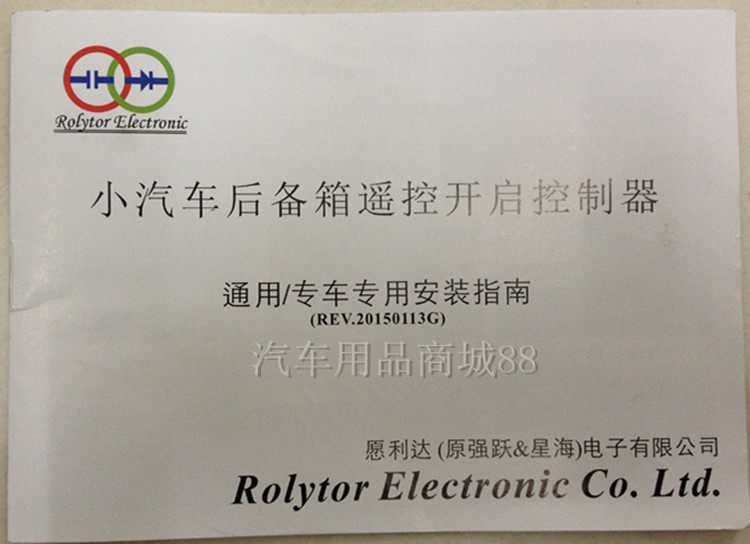 Rolytor Electronic
小汽车后备箱遥控开启控制器
通用/专车专用安装指南
(REV.20150113G)
汽车用品商城88
愿利达 (原强跃&星海)电子有限公司
Rolytor Electronic Co. Ltd.